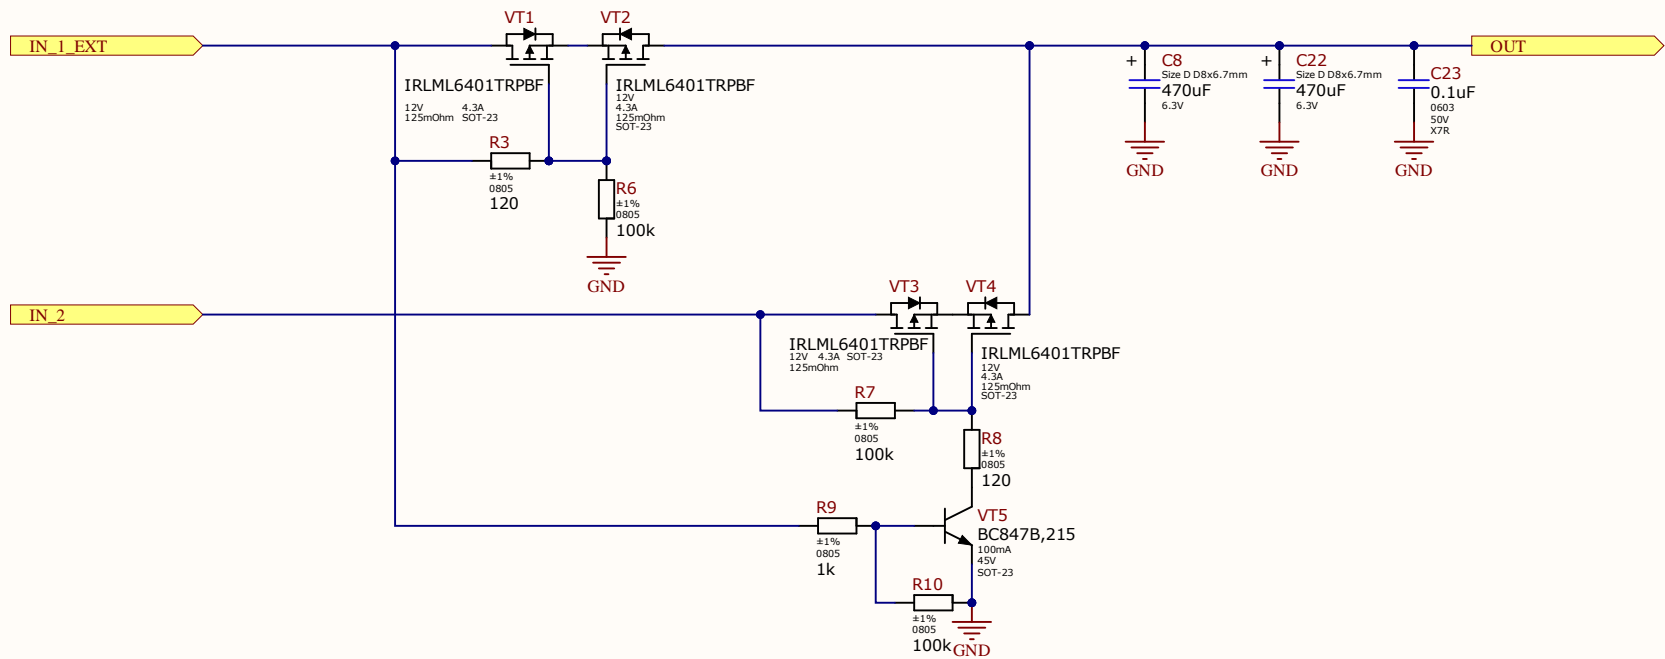 VT1
VT2
IN_1_EXT
OUT
IRLML6401TRPBF
12V 4.3A
125mOhm SOT-23
IRLML6401TRPBF
12V
4.3A
125mOhm
SOT-23
+
C8
Size D D8x6.7mm
470uF
6.3V
GND
+
C22
Size D D8x6.7mm
470uF
6.3V
GND
C23
0.1uF
0603
50V
X7R
GND
R3
±1%
0805
120
R6
±1%
0805
100k
GND
IN_2
VT3
VT4
IRLML6401TRPBF
12V 4.3A SOT-23
125mOhm
IRLML6401TRPBF
12V
4.3A
125mOhm
SOT-23
R7
±1%
0805
100k
R8
±1%
0805
120
R9
±1%
0805
1k
VT5
BC847B,215
100mA
45V
SOT-23
R10
±1%
0805
100k
GND